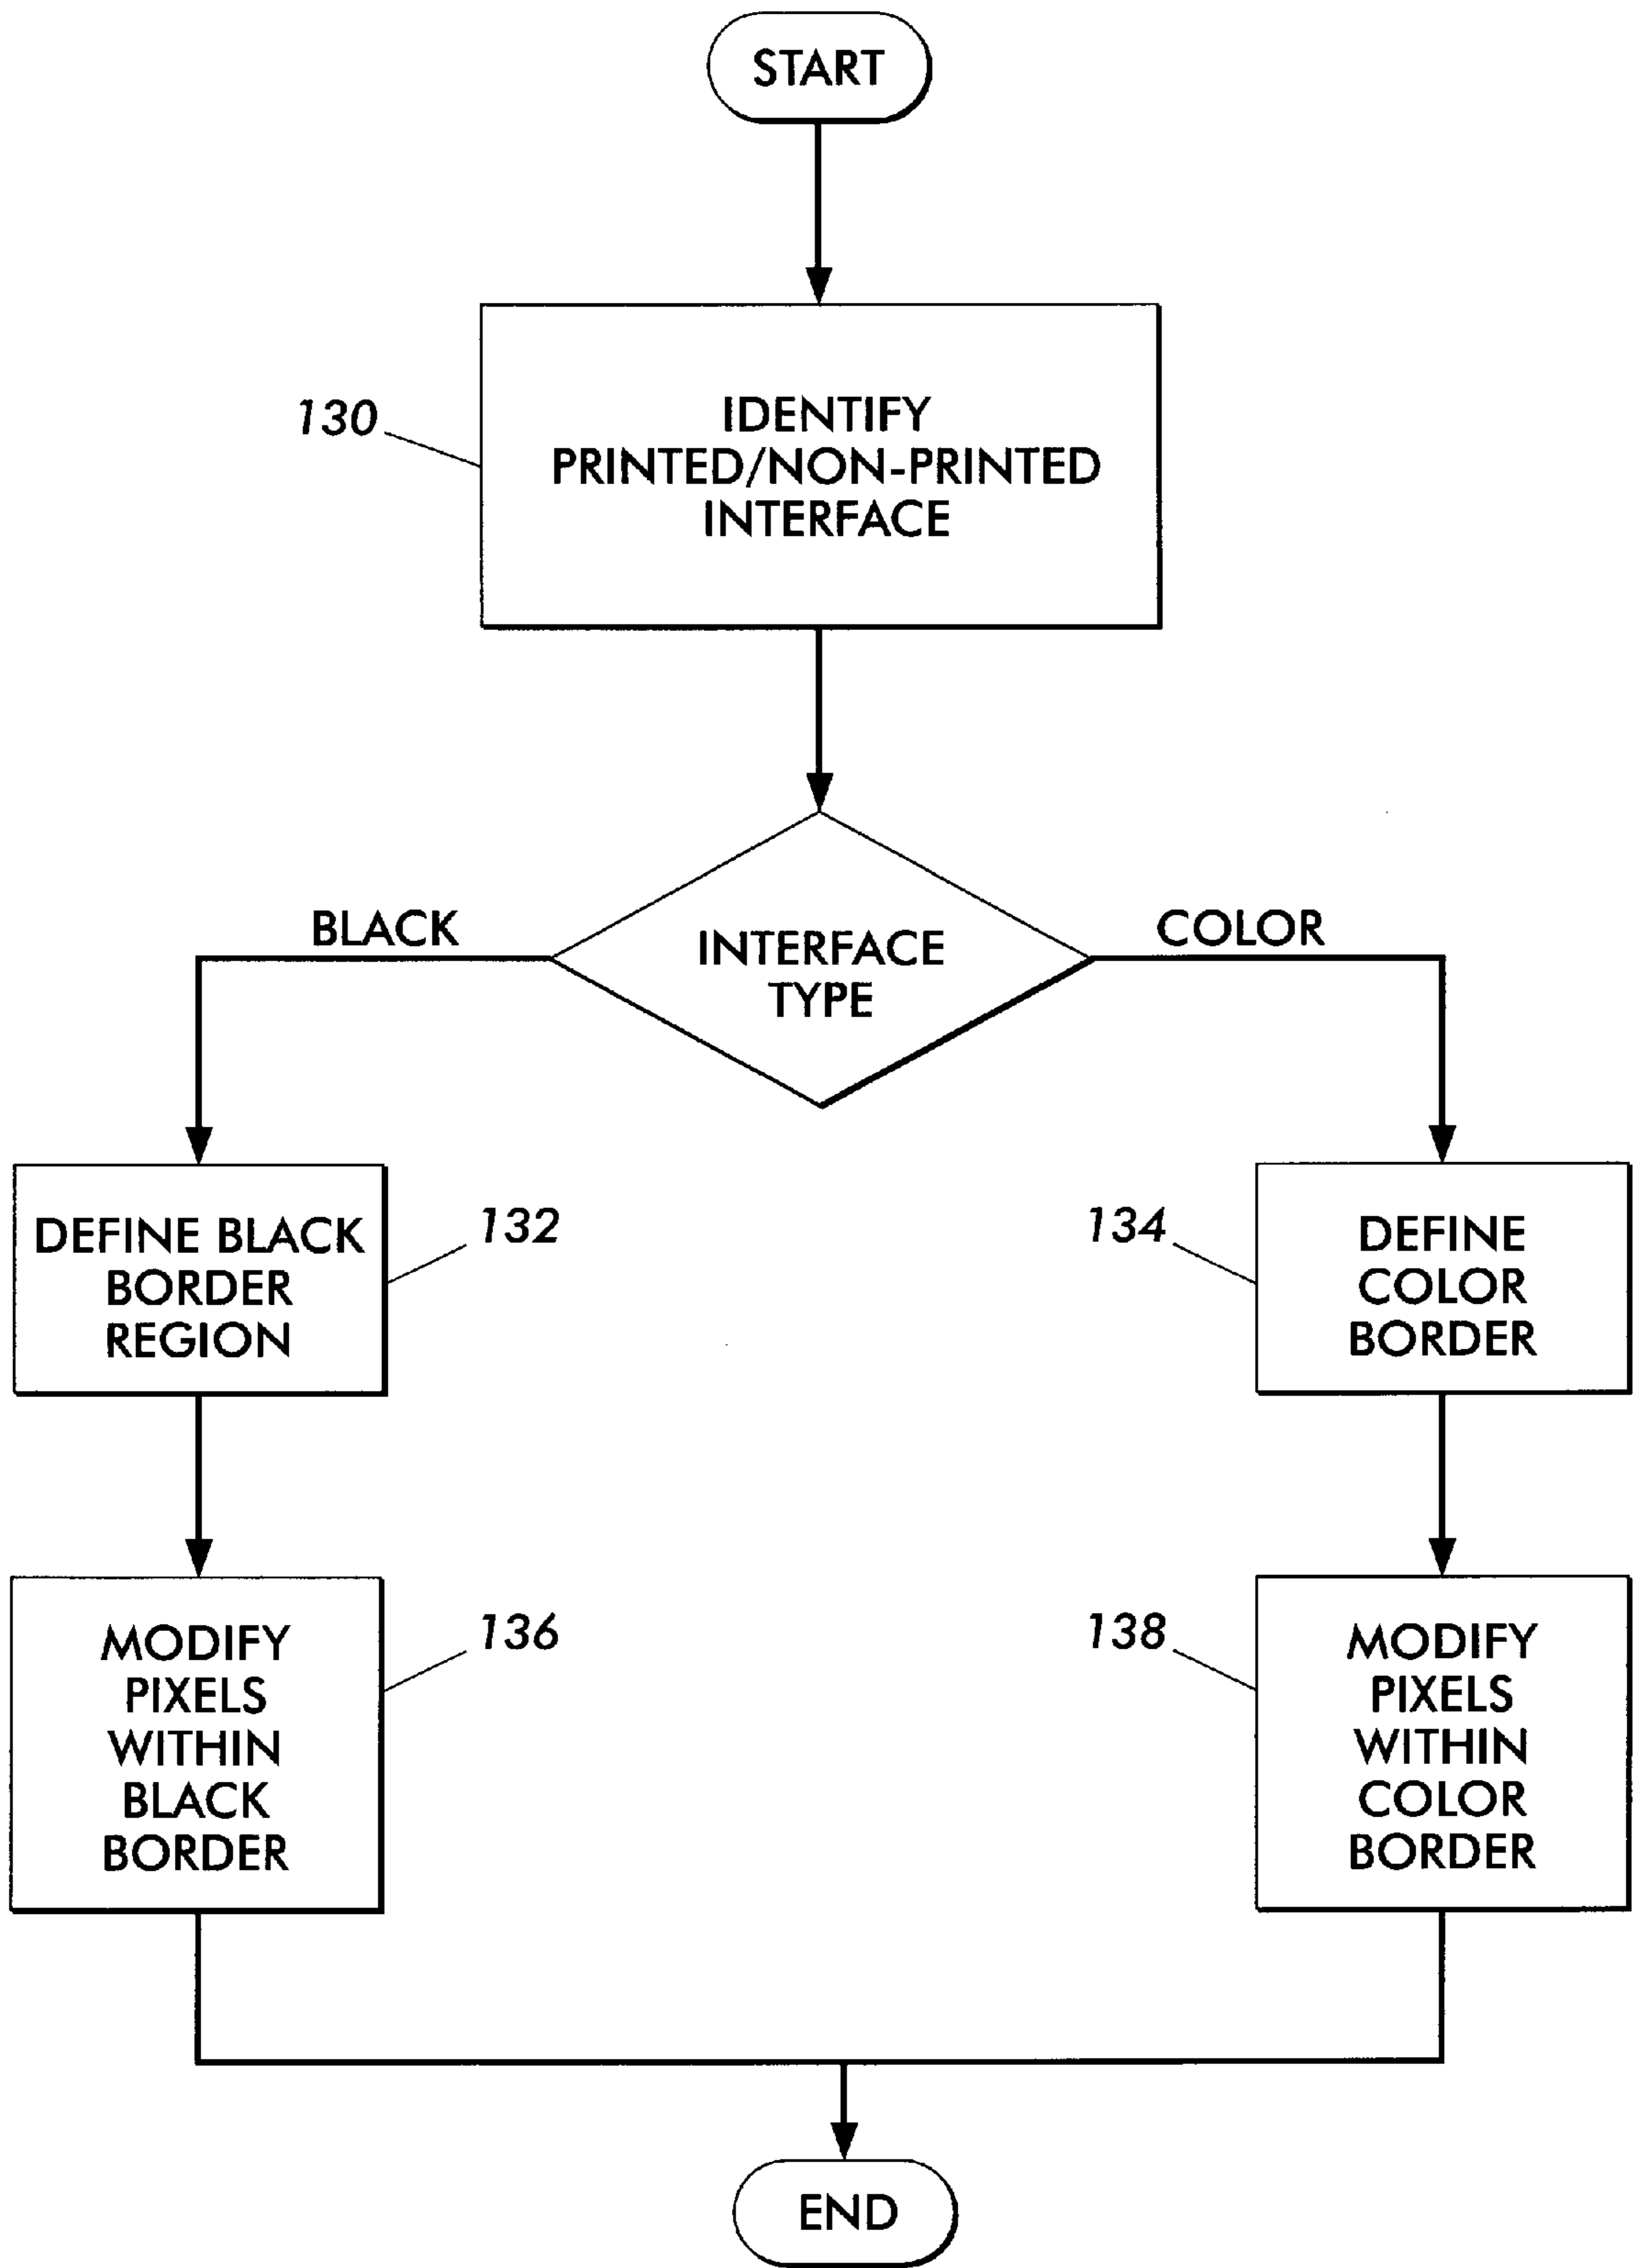 START
130
IDENTIFY
PRINTED/NON-PRINTED
INTERFACE
BLACK
INTERFACE
TYPE
COLOR
DEFINE BLACK
BORDER
REGION
132
134
DEFINE
COLOR
BORDER
MODIFY
PIXELS
WITHIN
BLACK
BORDER
136
138
MODIFY
PIXELS
WITHIN
COLOR
BORDER
END